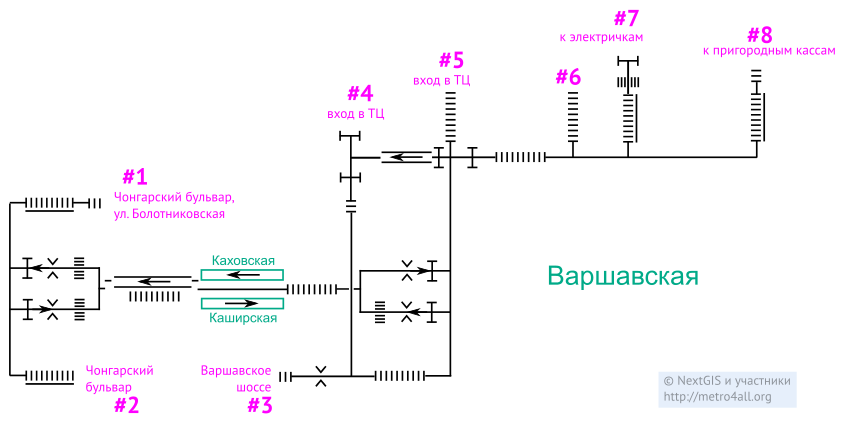 #7
к электричкам
#8
к пригородным кассам
#5
вход в ТЦ
#6
#4
вход в ТЦ
#1
Чонгарский бульвар,
ул. Болотниковская
Каховская
Каширская
Варшавская
Чонгарский
бульвар
#2
Варшавское
шоссе
#3
© NextGIS и участники
http://metro4all.org